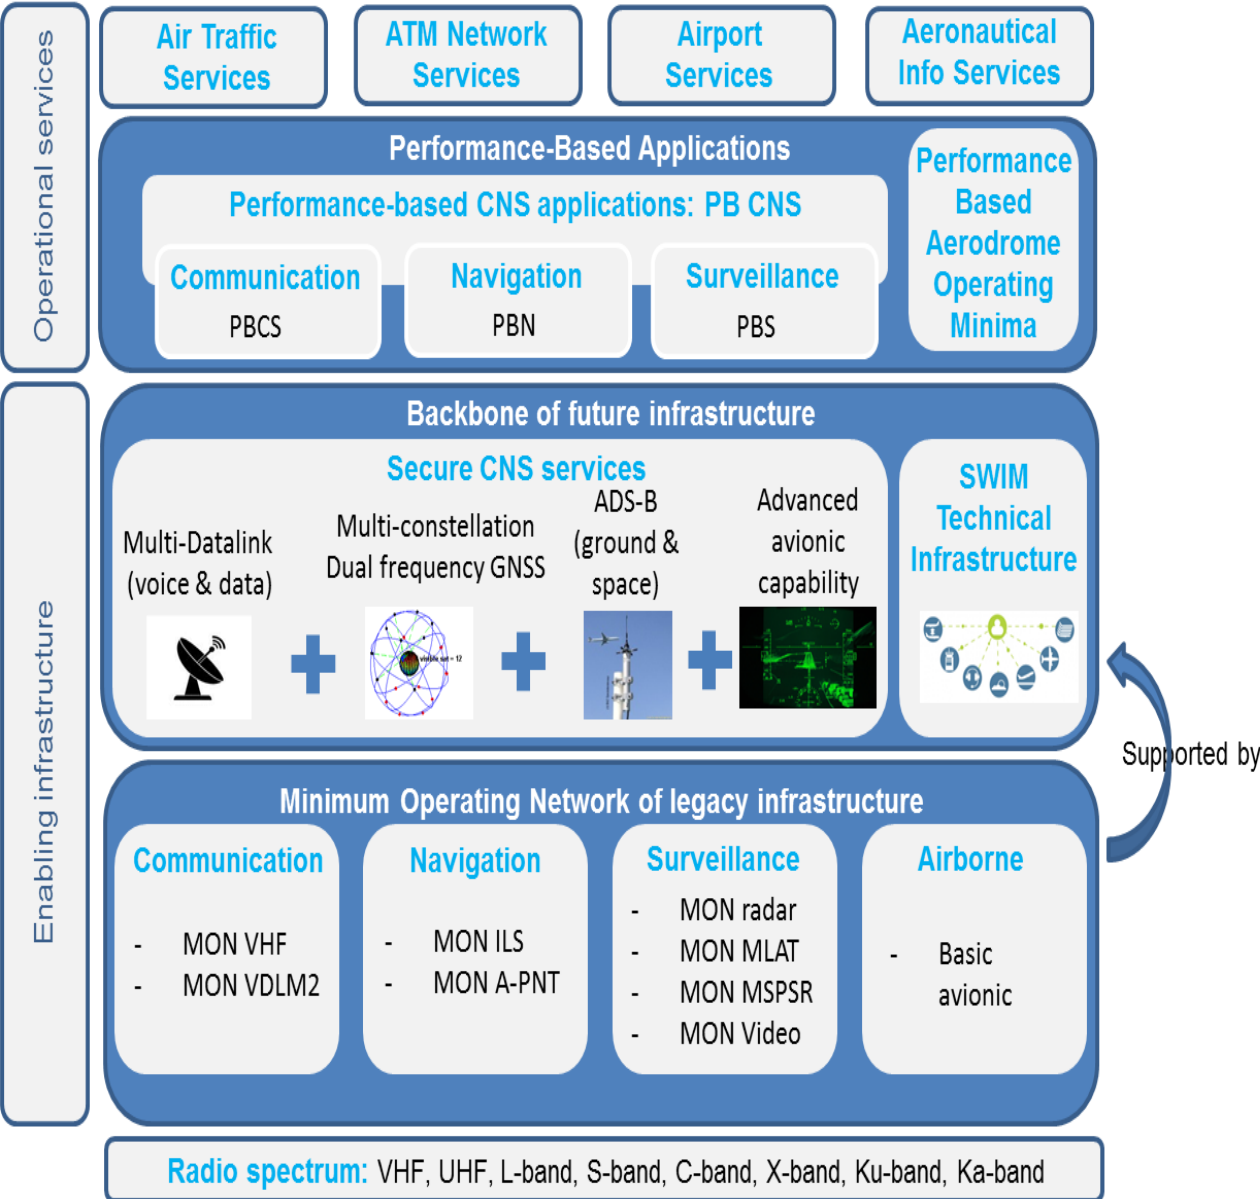 Operational services
Air Traffic
Services
ATM Network
Services
Airport
Services
Aeronautical
Info Services
Performance-Based Applications
Performance-based CNS applications: PB CNS
Communication
PBCS
Navigation
PBN
Surveillance
PBS
Performance
Based
Aerodrome
Operating
Minima
Enabling infrastructure
Backbone of future infrastructure
Secure CNS services
Multi-Datalink
(voice & data)
Multi-constellation
Dual frequency GNSS
visible sat = 12
ADS-B
(ground &
space)
Advanced
avionic
capability
SWIM
Technical
Infrastructure
Supported by
Minimum Operating Network of legacy infrastructure
Communication
- MON VHF
- MON VDLM2
Navigation
- MON ILS
- MON A-PNT
Surveillance
- MON radar
- MON MLAT
- MON MSPSR
- MON Video
Airborne
- Basic
avionic
Radio spectrum: VHF, UHF, L-band, S-band, C-band, X-band, Ku-band, Ka-band